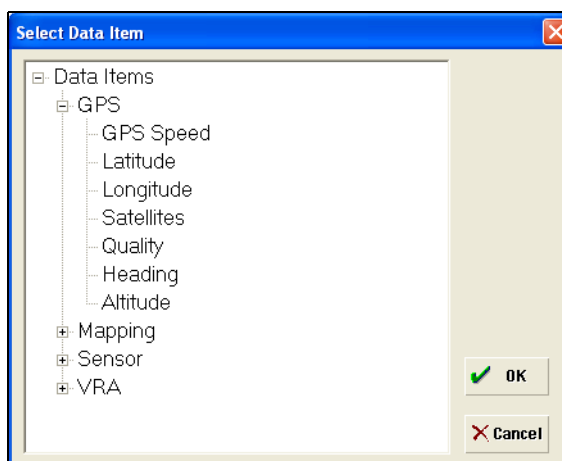 Select Data Item
Data Items
GPS
GPS Speed
Latitude
Longitude
Satellites
Quality
Heading
Altitude
Mapping
Sensor
VRA
OK
Cancel